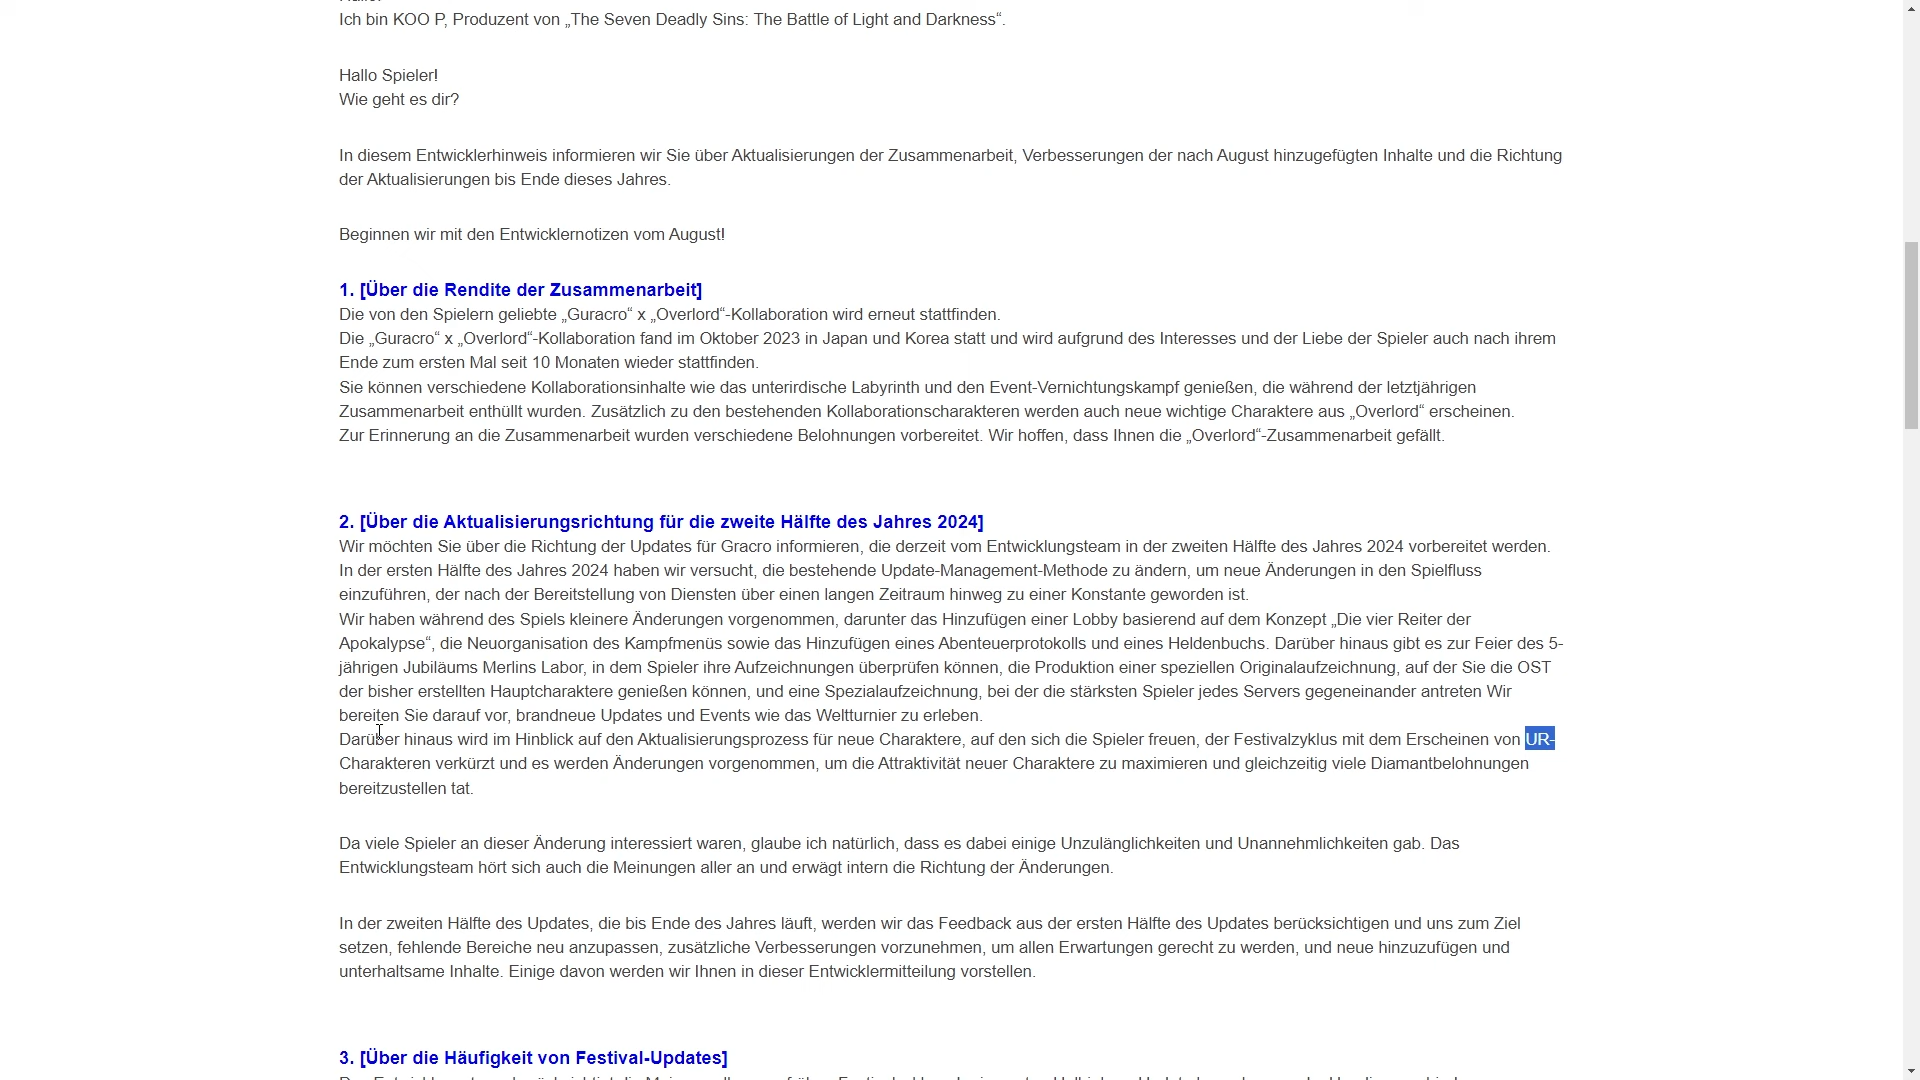 Ich bin KOO P, Produzent von „The Seven Deadly Sins: The Battle of Light and Darkness“.
Hallo Spieler!
Wie geht es dir?
In diesem Entwicklerhinweis informieren wir Sie über Aktualisierungen der Zusammenarbeit, Verbesserungen der nach August hinzugefügten Inhalte und die Richtung
der Aktualisierungen bis Ende dieses Jahres.
Beginnen wir mit den Entwicklernotizen vom August!
1. [Über die Rendite der Zusammenarbeit]
Die von den Spielern geliebte „Guracro“ x „Overlord“-Kollaboration wird erneut stattfinden.
Die „Guracro“ x „Overlord“-Kollaboration fand im Oktober 2023 in Japan und Korea statt und wird aufgrund des Interesses und der Liebe der Spieler auch nach ihrem
Ende zum ersten Mal seit 10 Monaten wieder stattfinden.
Sie können verschiedene Kollaborationsinhalte wie das unterirdische Labyrinth und den Event-Vernichtungskampf genießen, die während der letztjährigen
Zusammenarbeit enthüllt wurden. Zusätzlich zu den bestehenden Kollaborationscharakteren werden auch neue wichtige Charaktere aus „Overlord“ erscheinen.
Zur Erinnerung an die Zusammenarbeit wurden verschiedene Belohnungen vorbereitet. Wir hoffen, dass Ihnen die „Overlord“-Zusammenarbeit gefällt.
2. [Über die Aktualisierungsrichtung für die zweite Hälfte des Jahres 2024]
Wir möchten Sie über die Richtung der Updates für Gracro informieren, die derzeit vom Entwicklungsteam in der zweiten Hälfte des Jahres 2024 vorbereitet werden.
In der ersten Hälfte des Jahres 2024 haben wir versucht, die bestehende Update-Management-Methode zu ändern, um neue Änderungen in den Spielfluss
einzuführen, der nach der Bereitstellung von Diensten über einen langen Zeitraum hinweg zu einer Konstante geworden ist.
Wir haben während des Spiels kleinere Änderungen vorgenommen, darunter das Hinzufügen einer Lobby basierend auf dem Konzept „Die vier Reiter der
Apokalypse“, die Neuorganisation des Kampfmenüs sowie das Hinzufügen eines Abenteuerprotokolls und eines Heldenbuchs. Darüber hinaus gibt es zur Feier des 5-
jährigen Jubiläums Merlins Labor, in dem Spieler ihre Aufzeichnungen überprüfen können, die Produktion einer speziellen Originalaufzeichnung, auf der Sie die OST
der bisher erstellten Hauptcharaktere genießen können, und eine Spezialaufzeichnung, bei der die stärksten Spieler jedes Servers gegeneinander antreten Wir
bereiten Sie darauf vor, brandneue Updates und Events wie das Weltturnier zu erleben.
Darüber hinaus wird im Hinblick auf den Aktualisierungsprozess für neue Charaktere, auf den sich die Spieler freuen, der Festivalzyklus mit dem Erscheinen von UR-
Charakteren verkürzt und es werden Änderungen vorgenommen, um die Attraktivität neuer Charaktere zu maximieren und gleichzeitig viele Diamantbelohnungen
bereitzustellen tat.
Da viele Spieler an dieser Änderung interessiert waren, glaube ich natürlich, dass es dabei einige Unzulänglichkeiten und Unannehmlichkeiten gab. Das
Entwicklungsteam hört sich auch die Meinungen aller an und erwägt intern die Richtung der Änderungen.
In der zweiten Hälfte des Updates, die bis Ende des Jahres läuft, werden wir das Feedback aus der ersten Hälfte des Updates berücksichtigen und uns zum Ziel
setzen, fehlende Bereiche neu anzupassen, zusätzliche Verbesserungen vorzunehmen, um allen Erwartungen gerecht zu werden, und neue hinzuzufügen und
unterhaltsame Inhalte. Einige davon werden wir Ihnen in dieser Entwicklermitteilung vorstellen.
3. [Über die Häufigkeit von Festival-Updates]